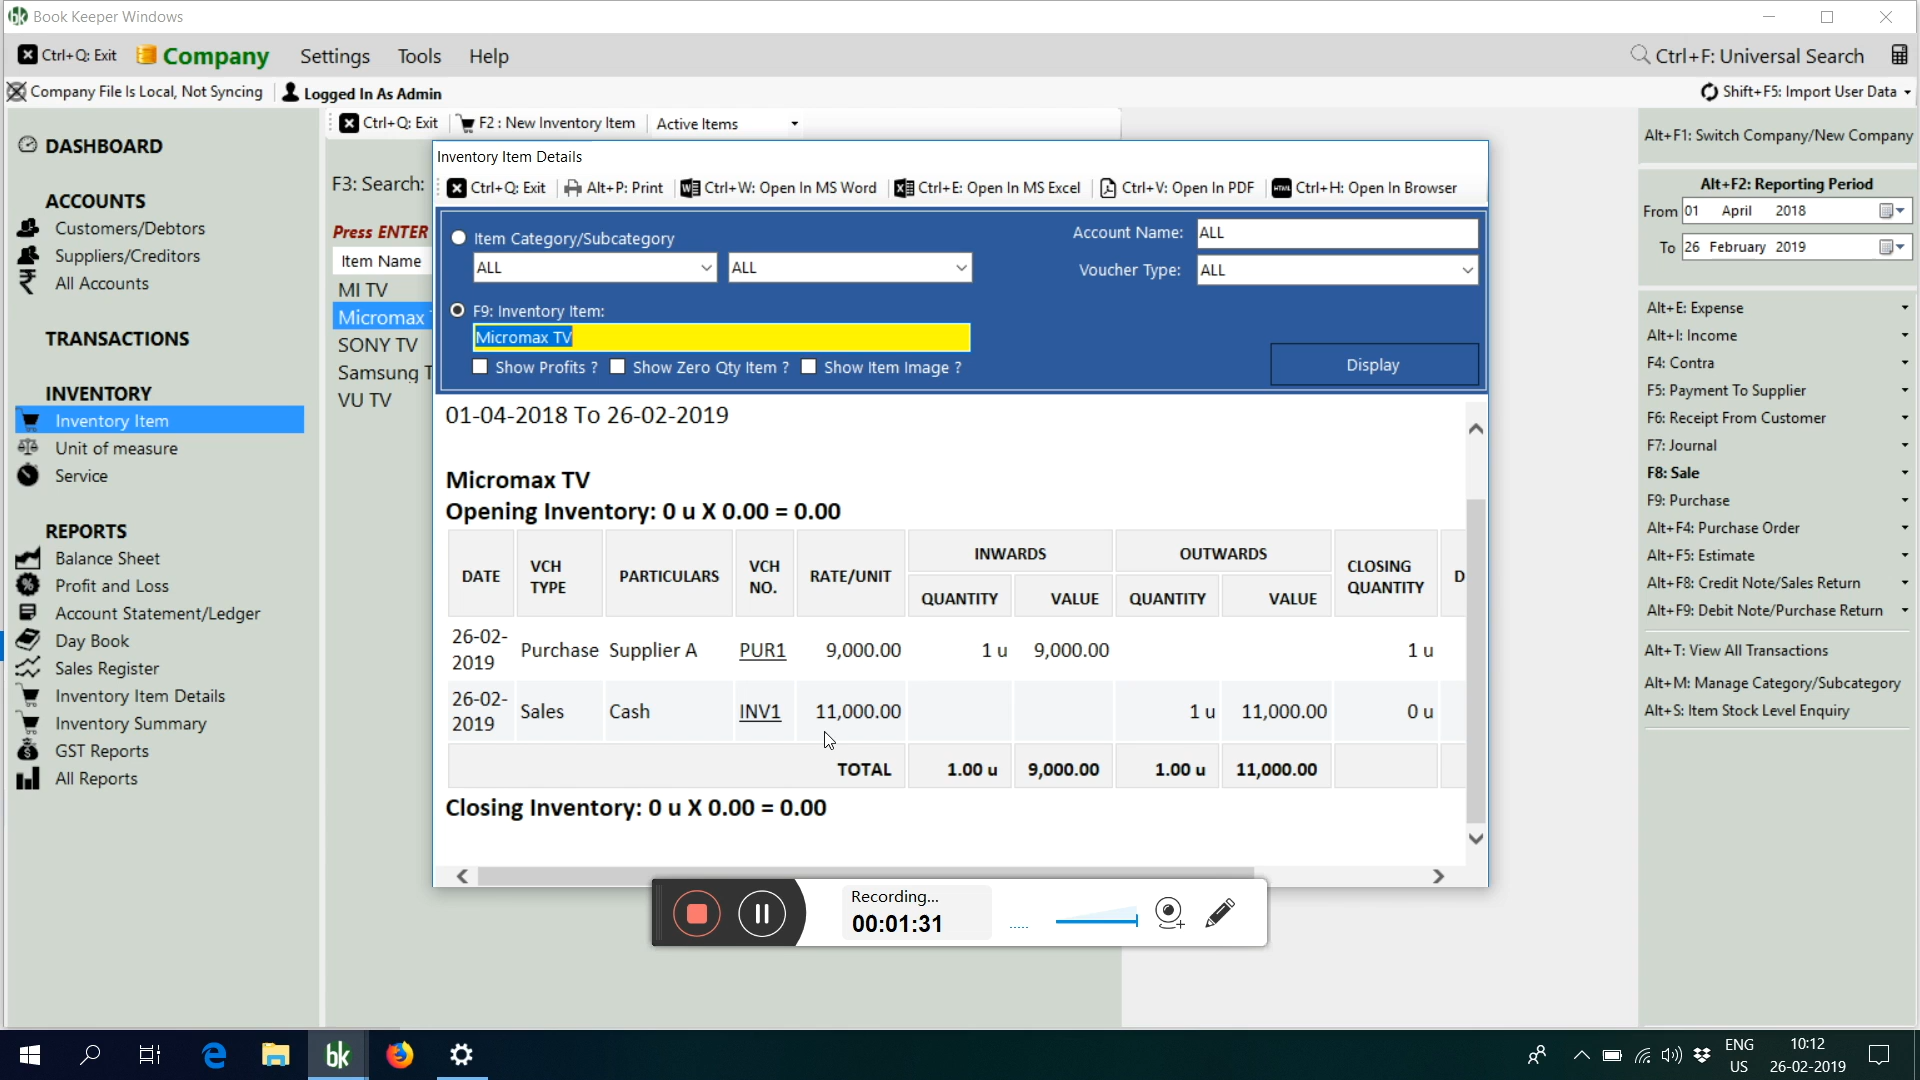 Book Keeper Windows
Ctrl+Q: Exit Company Settings Tools Help Ctrl+F: Universal Search
Company File Is Local, Not Syncing Logged In As Admin Shift+F5: Import User Data
Ctrl+Q: Exit F2 : New Inventory Item Active Items
DASHBOARD
ACCOUNTS
Customers/Debtors
Suppliers/Creditors
All Accounts
TRANSACTIONS
INVENTORY
Inventory Item
Unit of measure
Service
REPORTS
Balance Sheet
Profit and Loss
Account Statement/Ledger
Day Book
Sales Register
Inventory Item Details
Inventory Summary
GST Reports
All Reports
F3: Search:
Press ENTER
Item Name
MI TV
Micromax
SONY TV
Samsung T
VU TV
Inventory Item Details
Ctrl+Q: Exit Alt+P: Print Ctrl+W: Open In MS Word Ctrl+E: Open In MS Excel Ctrl+V: Open In PDF Ctrl+H: Open In Browser
Item Category/Subcategory Account Name: ALL
ALL ALL Voucher Type: ALL
F9: Inventory Item:
Micromax TV
Show Profits ? Show Zero Qty Item ? Show Item Image ? Display
01-04-2018 To 26-02-2019
Micromax TV
Opening Inventory: 0 u X 0.00 = 0.00
DATE VCH TYPE PARTICULARS VCH NO. RATE/UNIT INWARDS OUTWARDS CLOSING QUANTITY D
QUANTITY VALUE QUANTITY VALUE
26-02-2019 Purchase Supplier A PUR1 9,000.00 1 u 9,000.00 1 u
26-02-2019 Sales Cash INV1 11,000.00 1 u 11,000.00 0 u
TOTAL 1.00 u 9,000.00 1.00 u 11,000.00
Closing Inventory: 0 u X 0.00 = 0.00
Recording...
00:01:31
Alt+F1: Switch Company/New Company
Alt+F2: Reporting Period
From 01 April 2018
To 26 February 2019
Alt+E: Expense
Alt+I: Income
F4: Contra
F5: Payment To Supplier
F6: Receipt From Customer
F7: Journal
F8: Sale
F9: Purchase
Alt+F4: Purchase Order
Alt+F5: Estimate
Alt+F8: Credit Note/Sales Return
Alt+F9: Debit Note/Purchase Return
Alt+T: View All Transactions
Alt+M: Manage Category/Subcategory
Alt+S: Item Stock Level Enquiry
bk
ENG
US
10:12
26-02-2019